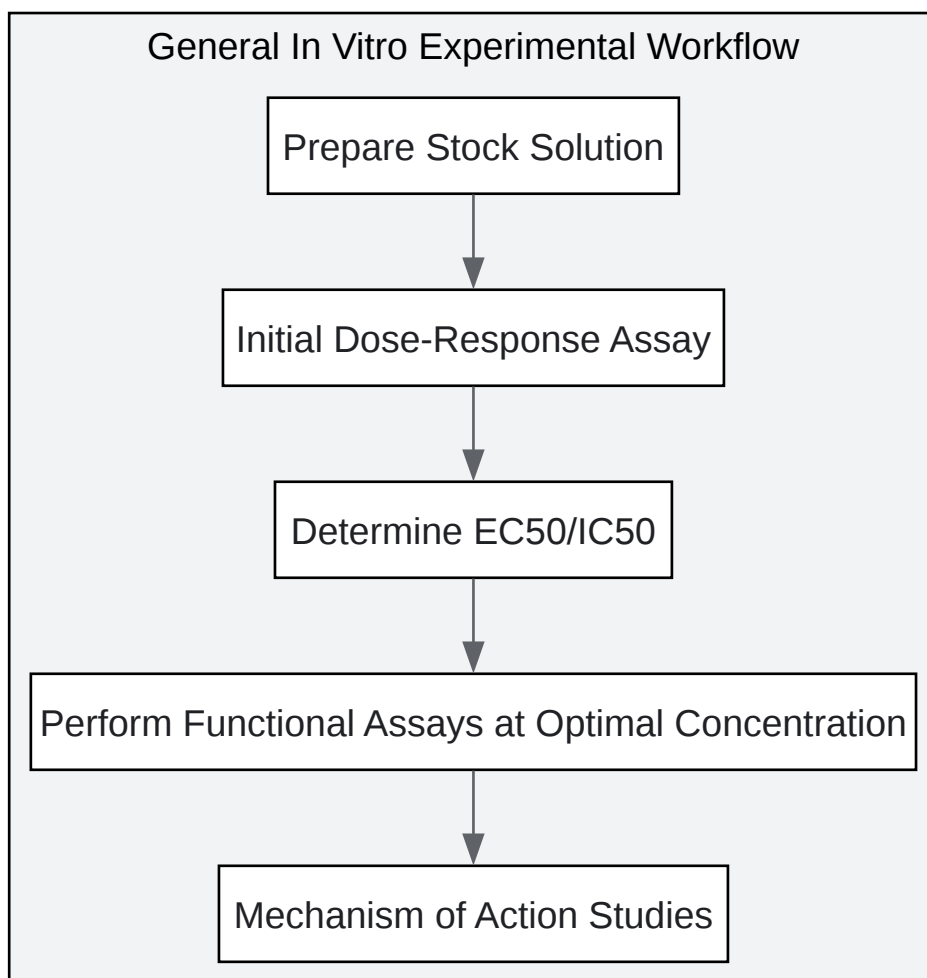 General In Vitro Experimental Workflow
Prepare Stock Solution
Initial Dose-Response Assay
Determine EC50/IC50
Perform Functional Assays at Optimal Concentration
Mechanism of Action Studies